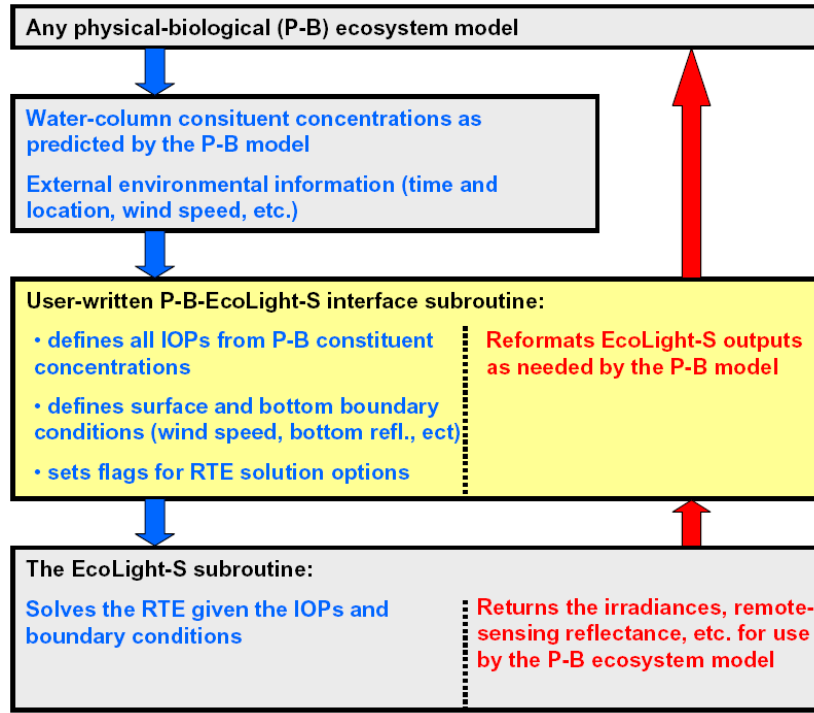 Any physical-biological (P-B) ecosystem model
Water-column consituent concentrations as
predicted by the P-B model
External environmental information (time and
location, wind speed, etc.)
User-written P-B-EcoLight-S interface subroutine:
• defines all IOPs from P-B constituent
concentrations
• defines surface and bottom boundary
conditions (wind speed, bottom refl., ect)
• sets flags for RTE solution options
Reformats EcoLight-S outputs
as needed by the P-B model
The EcoLight-S subroutine:
Solves the RTE given the IOPs and
boundary conditions
Returns the irradiances, remote-
sensing reflectance, etc. for use
by the P-B ecosystem model